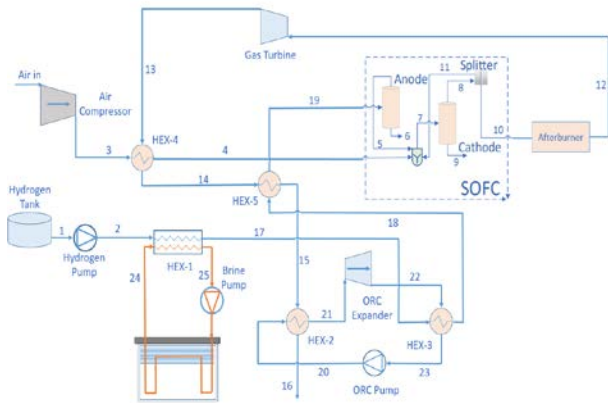 Gas Turbine
13
11
Splitter
8
12
Air in
Air
Compressor
19
Anode
7
6
5
10
Afterburner
HEX-4
3
4
Cathode
9
SOFC
14
HEX-5
Hydrogen
Tank
18
1
2
17
15
Hydrogen
Pump
HEX-1
24
25
Brine
Pump
22
ORC
Expander
21
HEX-2
HEX-3
20
23
16
ORC Pump